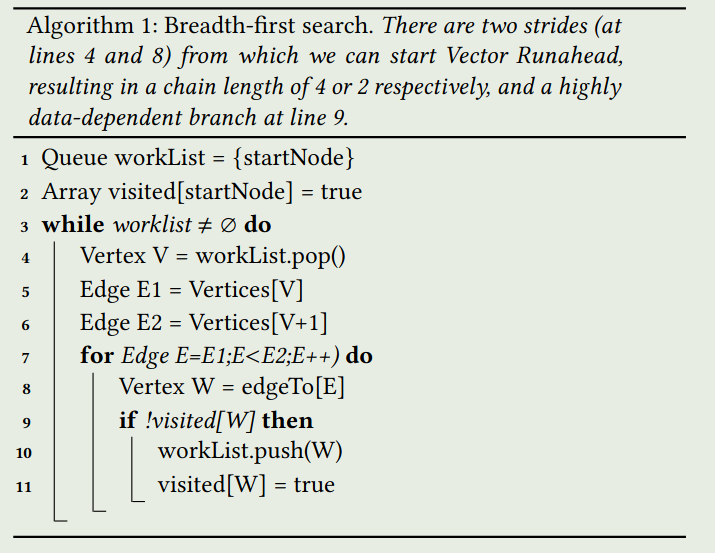 Algorithm 1: Breadth-first search. There are two strides (at
lines 4 and 8) from which we can start Vector Runahead,
resulting in a chain length of 4 or 2 respectively, and a highly
data-dependent branch at line 9.
1 Queue workList = {startNode}
2 Array visited[startNode] = true
3 while worklist ≠ ∅ do
4 Vertex V = workList.pop()
5 Edge E1 = Vertices[V]
6 Edge E2 = Vertices[V+1]
7 for Edge E=E1;E<E2;E++) do
8 Vertex W = edgeTo[E]
9 if !visited[W] then
10 workList.push(W)
11 visited[W] = true